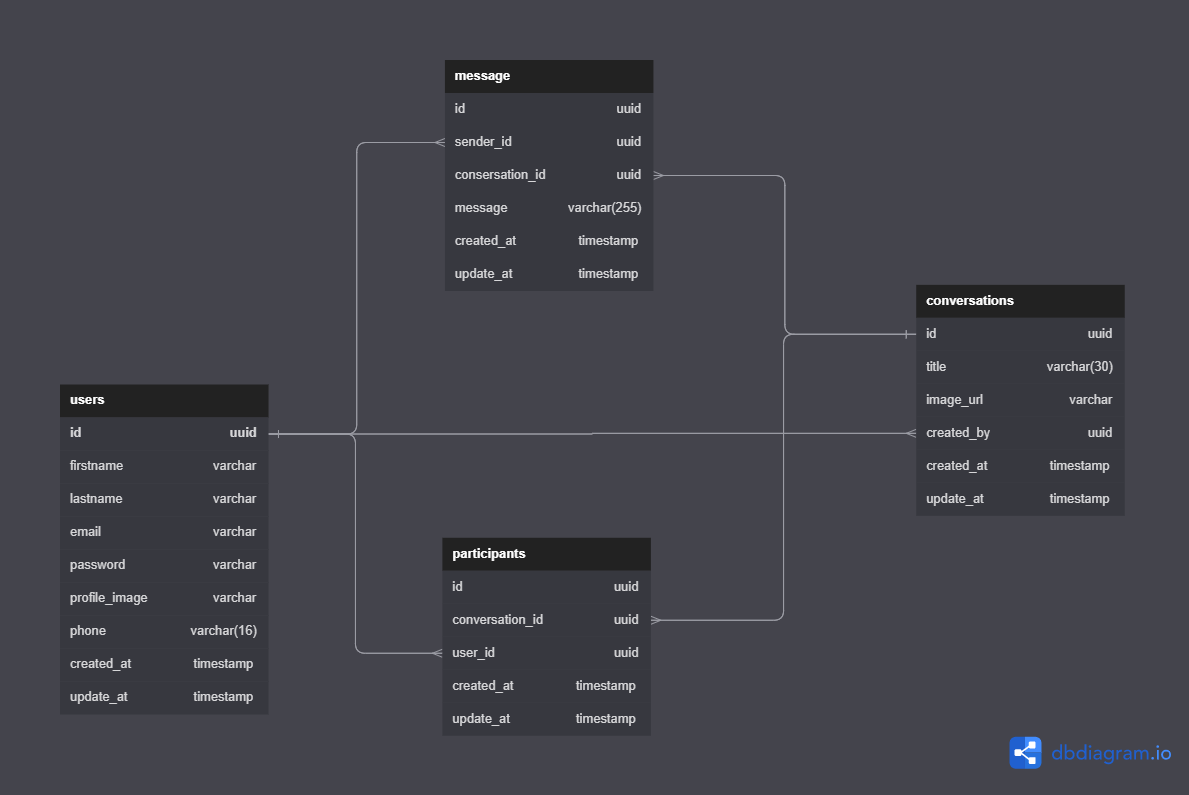 message
id uuid
sender_id uuid
consersation_id uuid
message varchar(255)
created_at timestamp
update_at timestamp
conversations
id uuid
title varchar(30)
image_url varchar
created_by uuid
created_at timestamp
update_at timestamp
users
id uuid
firstname varchar
lastname varchar
email varchar
password varchar
profile_image varchar
phone varchar(16)
created_at timestamp
update_at timestamp
participants
id uuid
conversation_id uuid
user_id uuid
created_at timestamp
update_at timestamp
dbdiagram.io